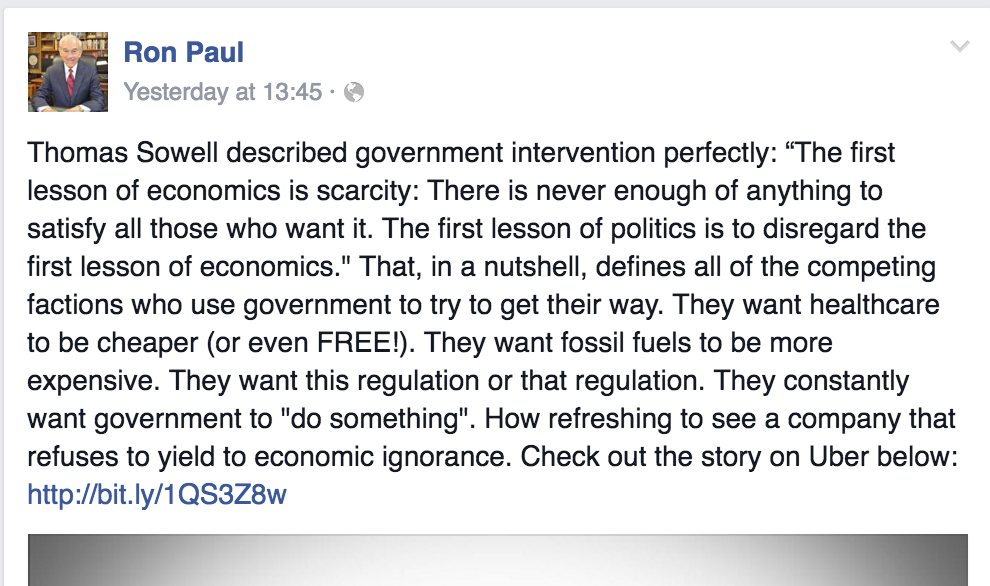 Ron Paul
Yesterday at 13:45 ·
Thomas Sowell described government intervention perfectly: “The first
lesson of economics is scarcity: There is never enough of anything to
satisfy all those who want it. The first lesson of politics is to disregard the
first lesson of economics." That, in a nutshell, defines all of the competing
factions who use government to try to get their way. They want healthcare
to be cheaper (or even FREE!). They want fossil fuels to be more
expensive. They want this regulation or that regulation. They constantly
want government to "do something". How refreshing to see a company that
refuses to yield to economic ignorance. Check out the story on Uber below:
http://bit.ly/1QS3Z8w